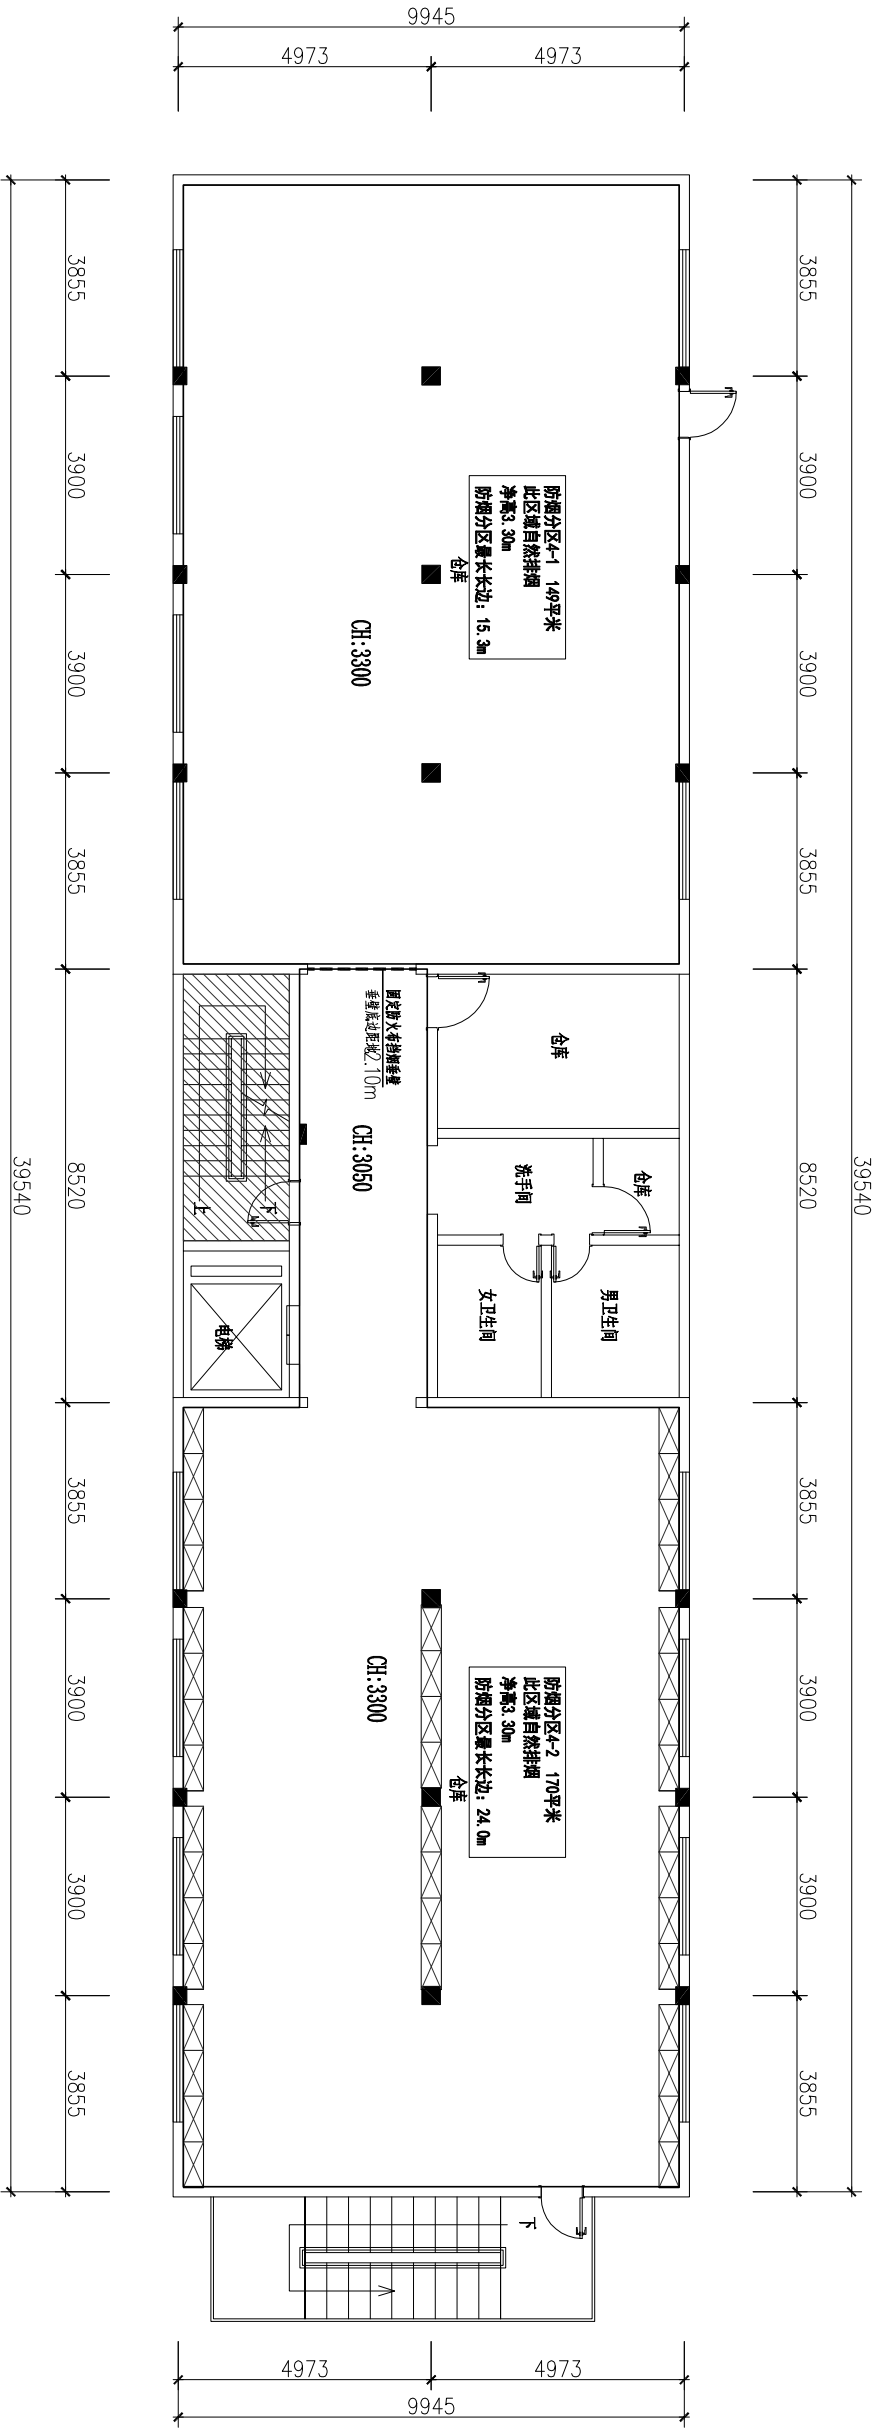 9945
4973
4973
39540
3855
3900
3900
3855
8520
3855
3900
3900
3855
3855
3900
3900
3855
8520
3855
3900
3900
3855
39540
防烟分区4-1 149平米
此区域自然排烟
净高3.30m
防烟分区最长长边: 15.3m
仓库
CH:3300
固定防火布挡烟垂壁
垂壁底边距地2.10m
CH:3050
仓库
洗手间
仓库
女卫生间
男卫生间
上
下
电梯
防烟分区4-2 170平米
此区域自然排烟
净高3.30m
防烟分区最长长边: 24.0m
仓库
CH:3300
下
4973
4973
9945